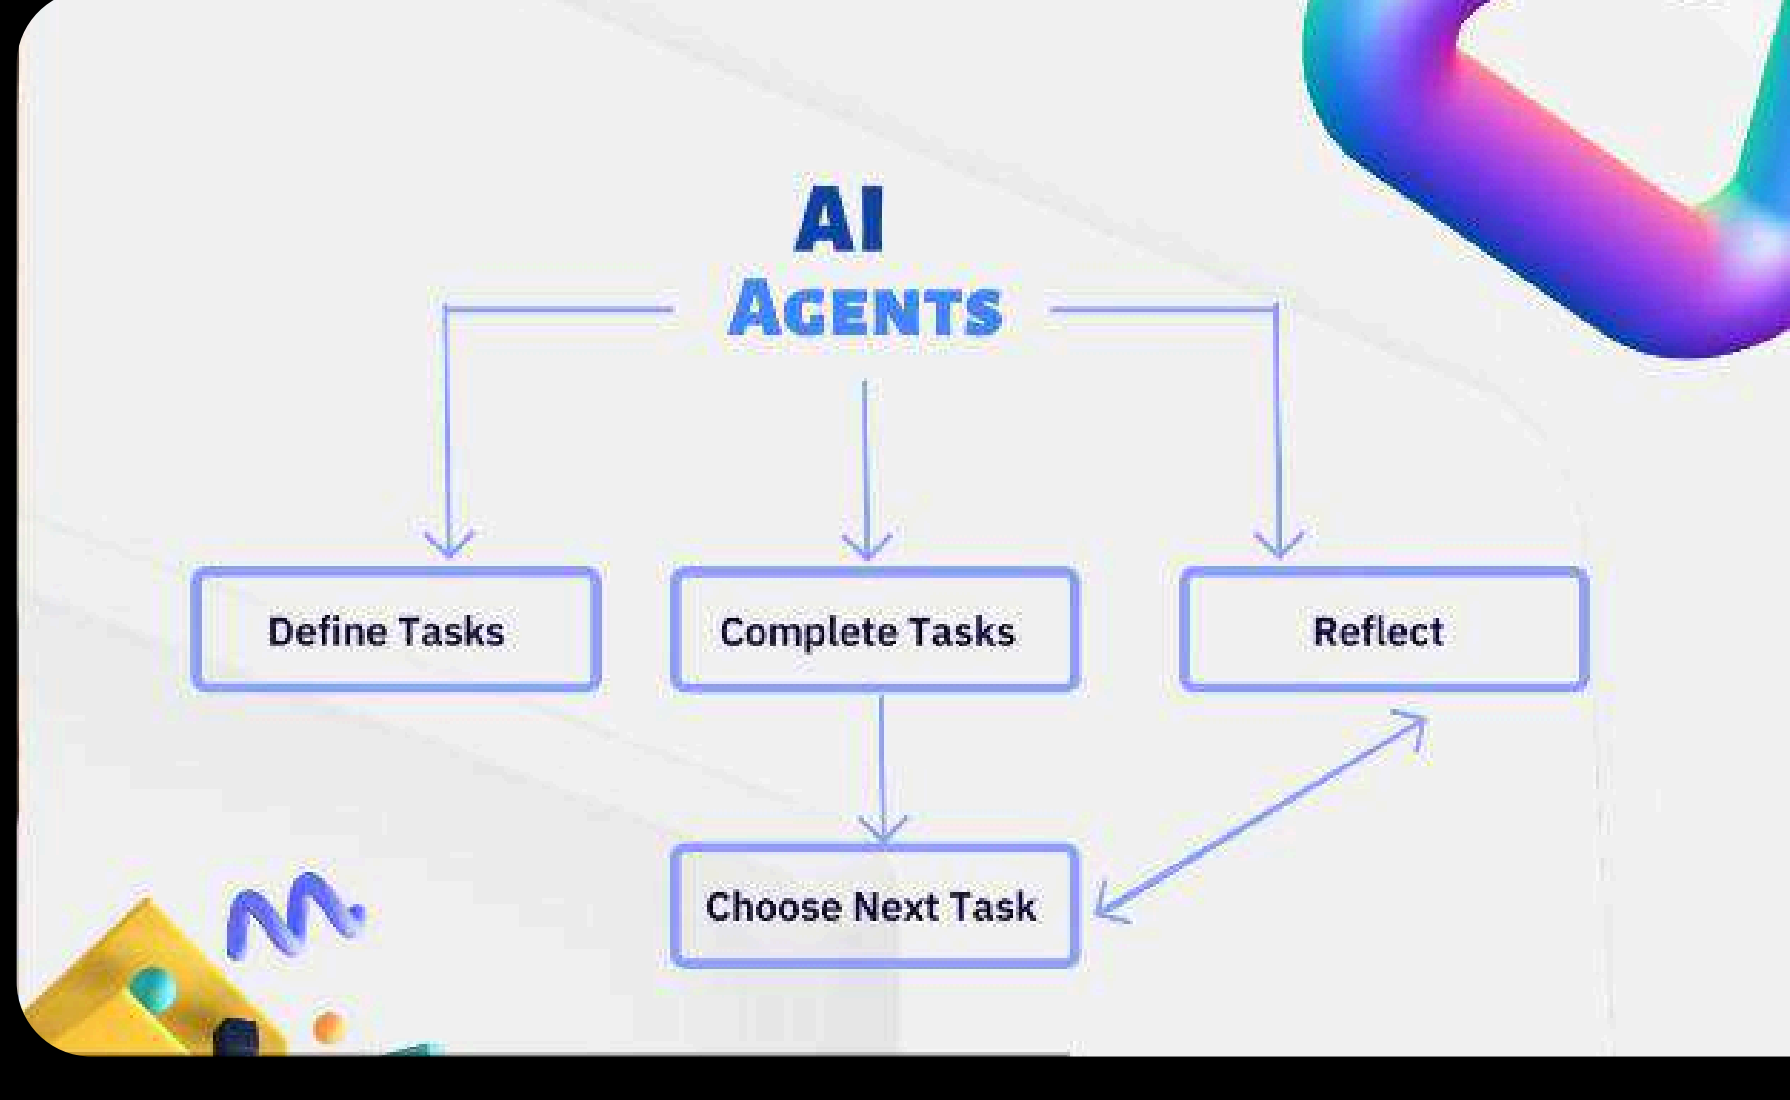 AI
AGENTS
Define Tasks
Complete Tasks
Reflect
Choose Next Task